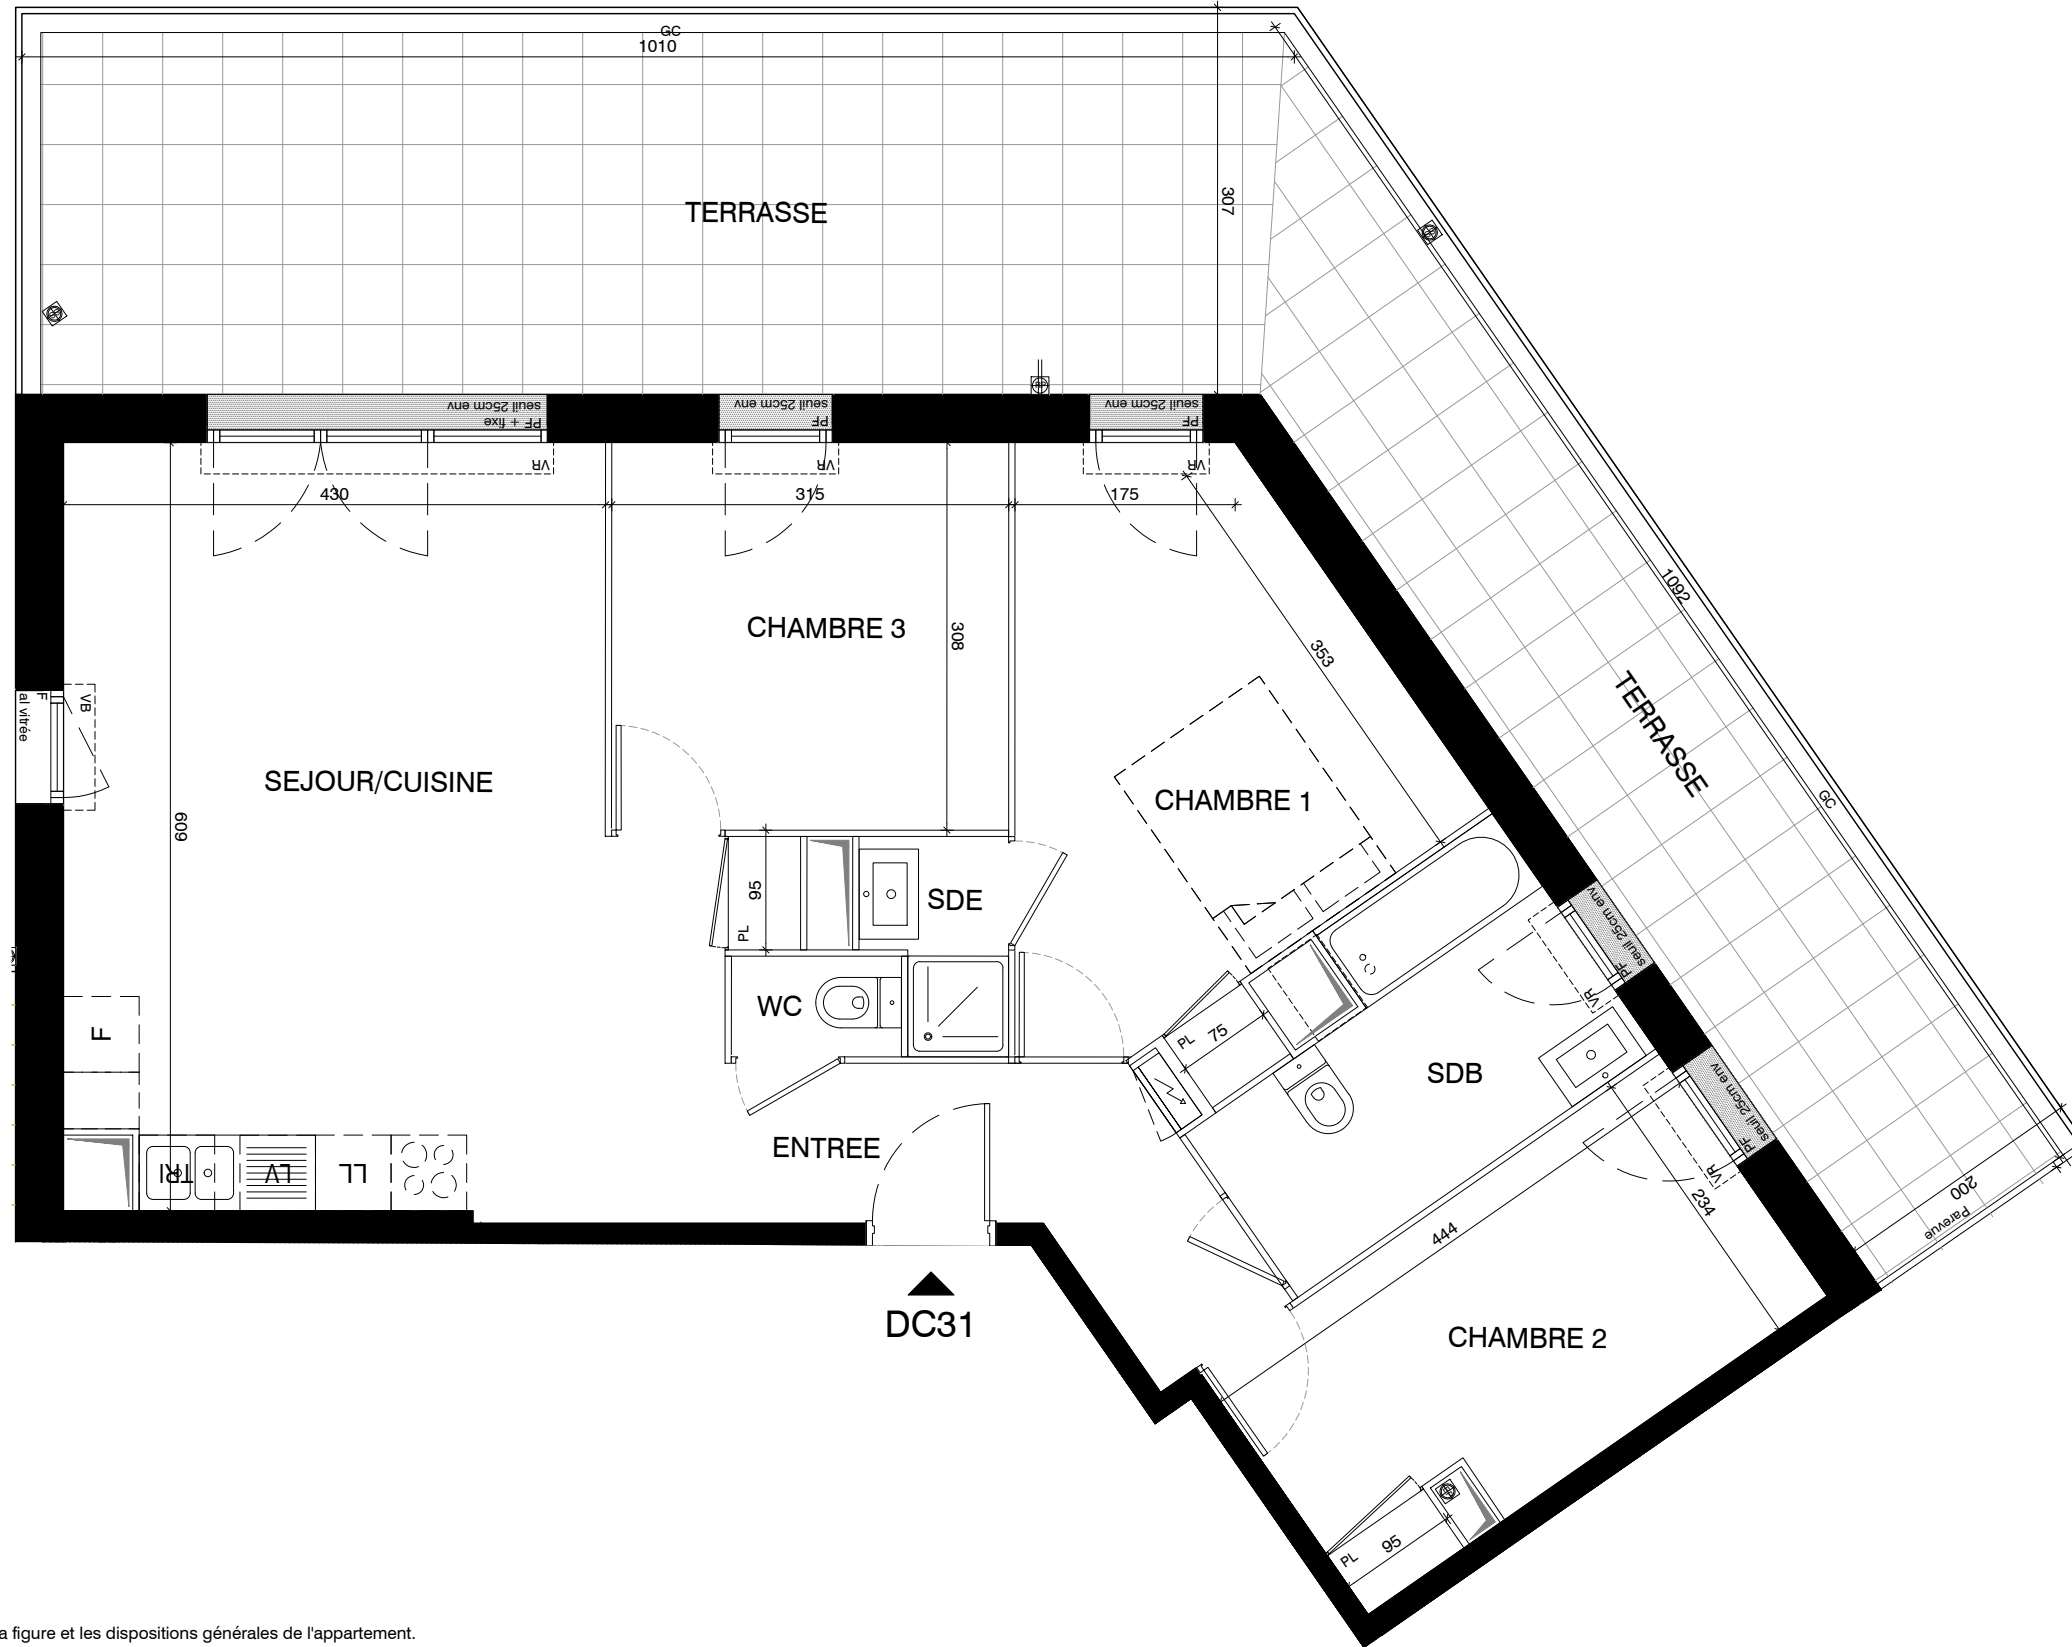 GC
1010
307
TERRASSE
seuil 25cm env
PF + fixe
VR
seuil 25cm env
PF
VR
seuil 25cm env
PF
VR
430
315
175
CHAMBRE 3
308
353
1092
TERRASSE
GC
F
al vitrée
VB
SEJOUR/CUISINE
609
CHAMBRE 1
95
PL
SDE
WC
F
seuil 25cm env
PF
VR
PL
75
SDB
seuil 25cm env
PF
VR
ENTREE
TRI
LV
LL
200
Parevue
234
444
DC31
CHAMBRE 2
PL
95
a figure et les dispositions générales de l'appartement.